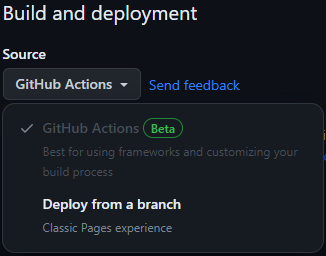 Build and deployment
Source
GitHub Actions
Send feedback
GitHub Actions Beta
Best for using frameworks and customizing your
build process
Deploy from a branch
Classic Pages experience